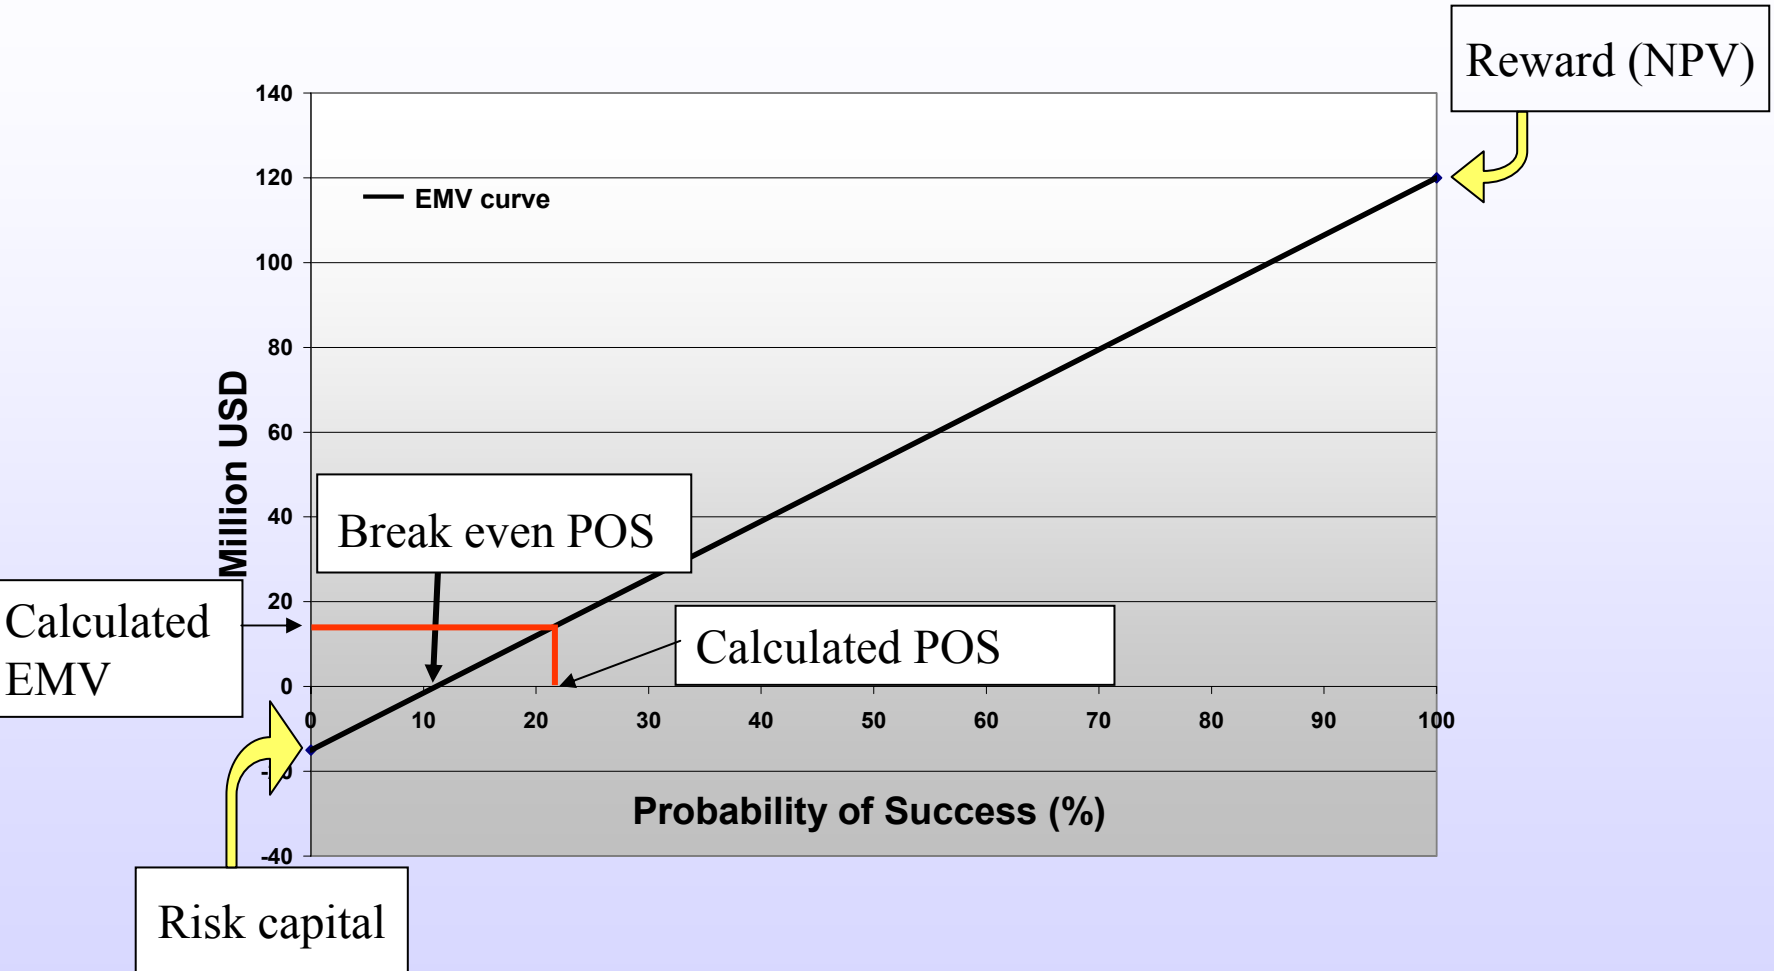 Reward (NPV)
140
120
EMV curve
100
80
60
40
20
0
-40
Million USD
Break even POS
Calculated
EMV
Calculated POS
0 10 20 30 40 50 60 70 80 90 100
Probability of Success (%)
Risk capital